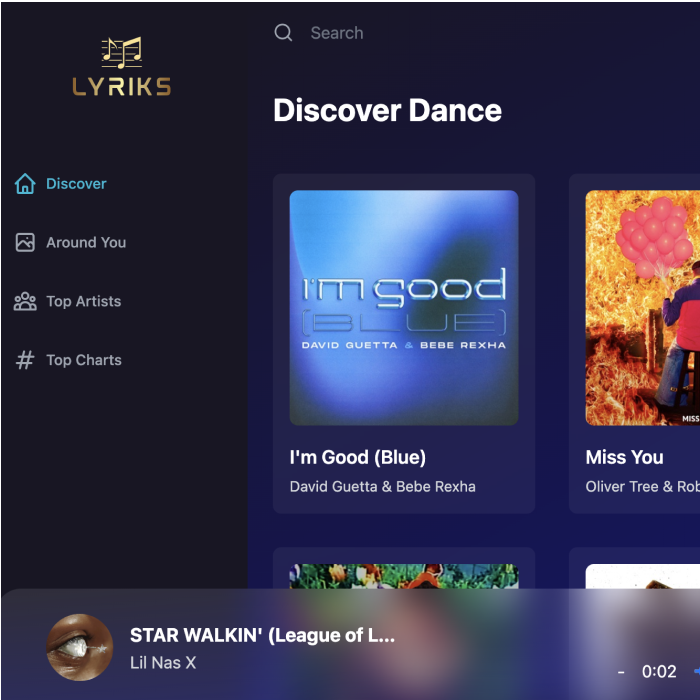 LYRIKS
Search
Discover Dance
Discover
Around You
Top Artists
Top Charts
I'm good
(BLUE)
DAVID GUETTA & BEBE REXHA
I'm Good (Blue)
David Guetta & Bebe Rexha
MISS
Miss You
Oliver Tree & Rob
STAR WALKIN' (League of L...
Lil Nas X
- 0:02